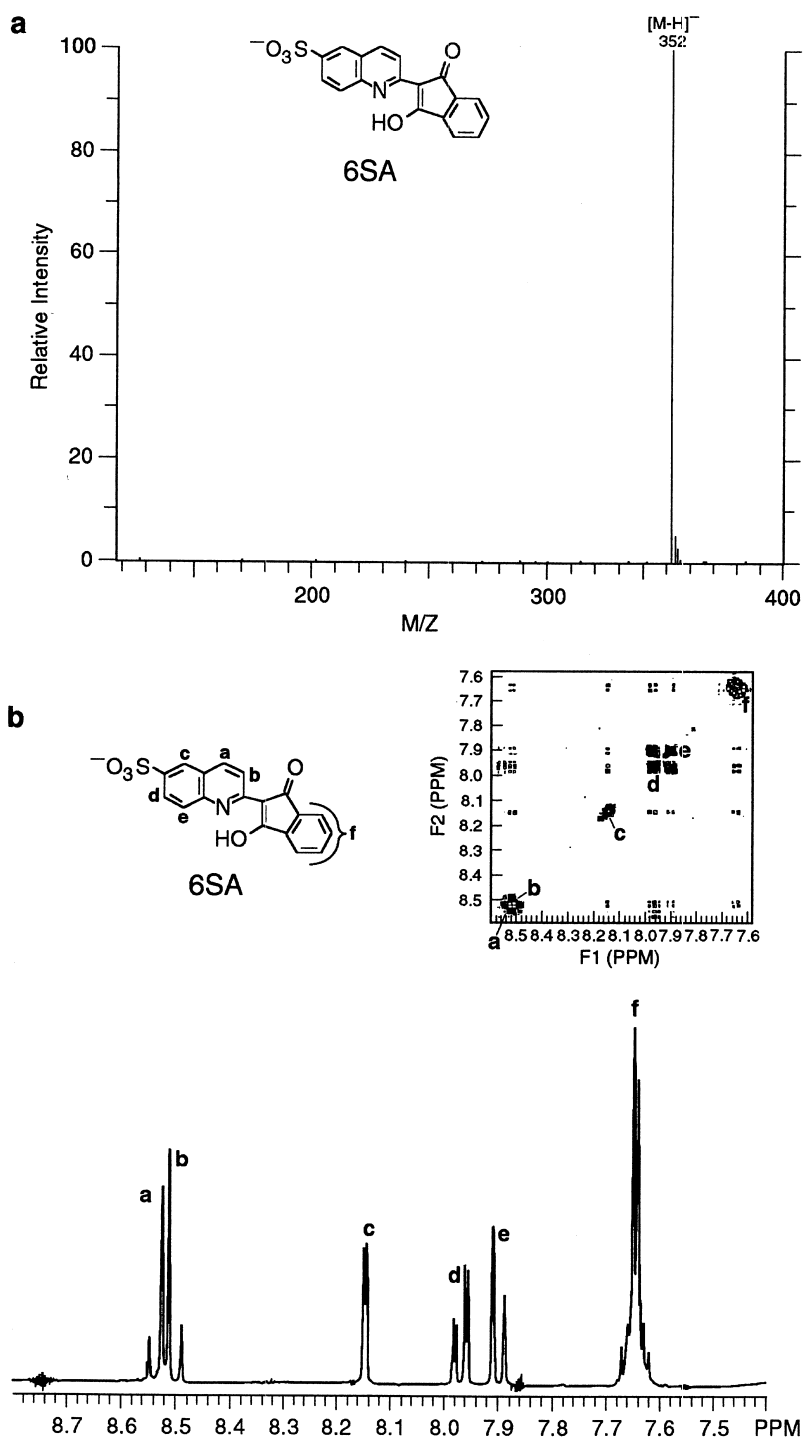 a
[M-H]⁻
352
⁻O₃S
N
O
HO
6SA
100
80
60
40
20
0
Relative Intensity
200 300 400
M/Z
b
⁻O₃S
c
a
b
d
e
N
O
HO
f
6SA
7.6
7.7
7.8
7.9
8.0
8.1
8.2
8.3
8.4
8.5
F2 (PPM)
f
e
d
c
b
a
8.5 8.4 8.3 8.2 8.1 8.0 7.9 7.8 7.7 7.6
F1 (PPM)
a
b
c
d
e
f
8.7 8.6 8.5 8.4 8.3 8.2 8.1 8.0 7.9 7.8 7.7 7.6 7.5 PPM